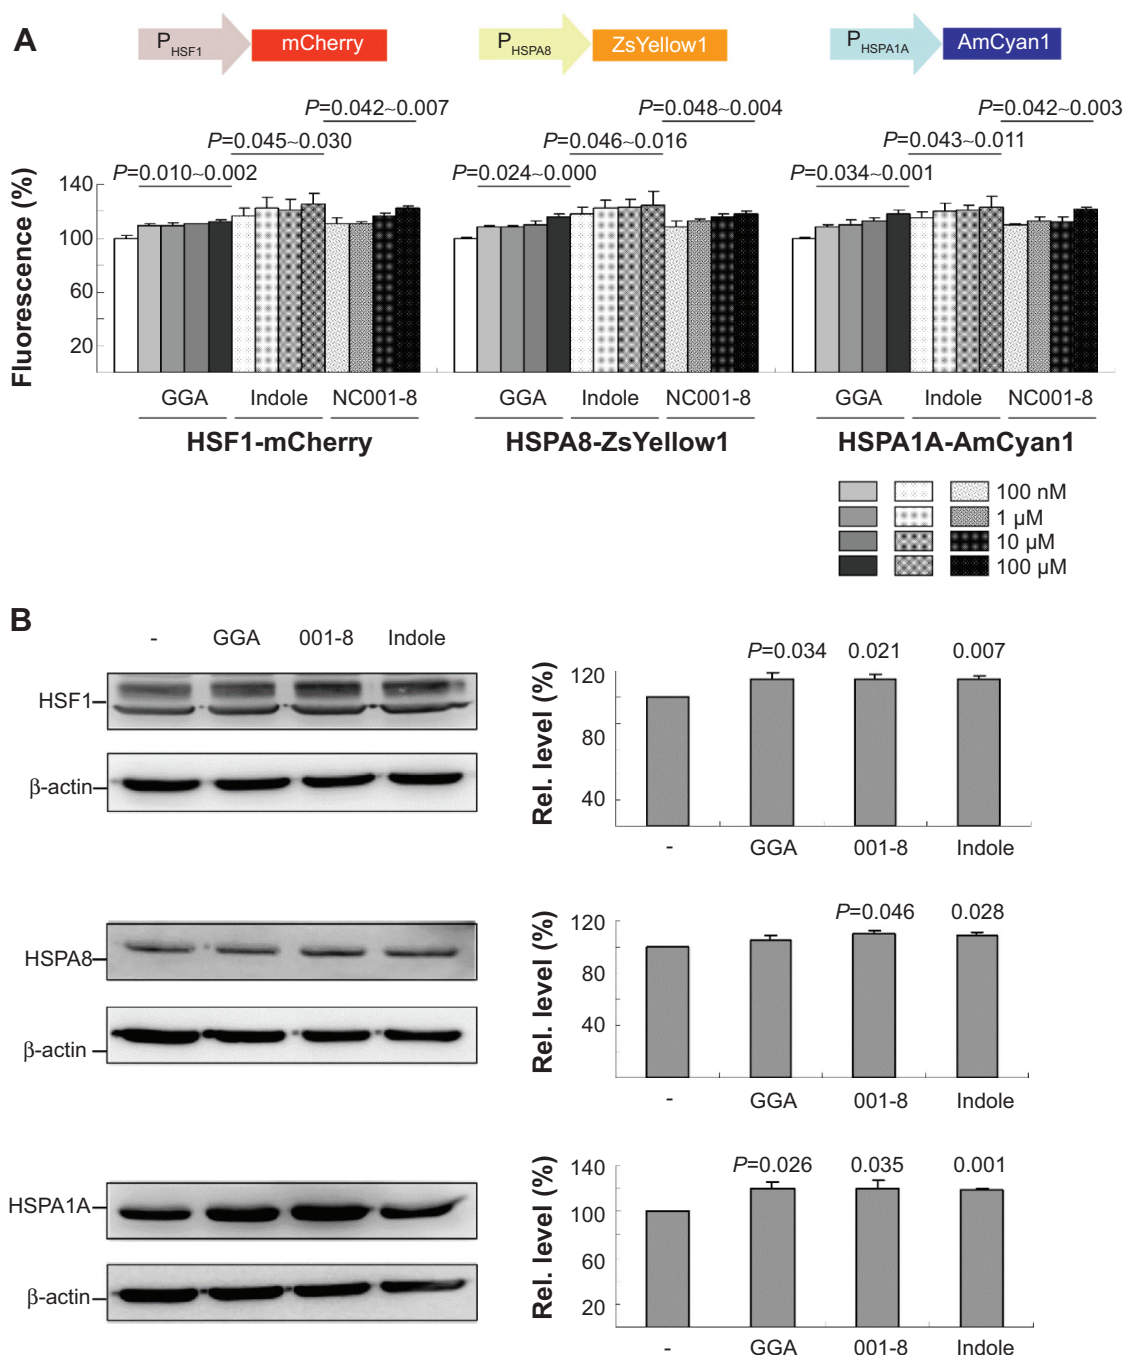 A
P HSF1 mCherry
P HSPA8 ZsYellow1
P HSPA1A AmCyan1
P=0.042~0.007
P=0.045~0.030
P=0.010~0.002
P=0.048~0.004
P=0.046~0.016
P=0.024~0.000
P=0.042~0.003
P=0.043~0.011
P=0.034~0.001
Fluorescence (%)
140
100
60
20
GGA Indole NC001-8
GGA Indole NC001-8
GGA Indole NC001-8
HSF1-mCherry
HSPA8-ZsYellow1
HSPA1A-AmCyan1
100 nM
1 µM
10 µM
100 µM
B
- GGA 001-8 Indole
HSF1
β-actin
Rel. level (%)
120
80
40
P=0.034 0.021 0.007
- GGA 001-8 Indole
HSPA8
β-actin
Rel. level (%)
120
80
40
P=0.046 0.028
- GGA 001-8 Indole
HSPA1A
β-actin
Rel. level (%)
140
100
60
20
P=0.026 0.035 0.001
- GGA 001-8 Indole